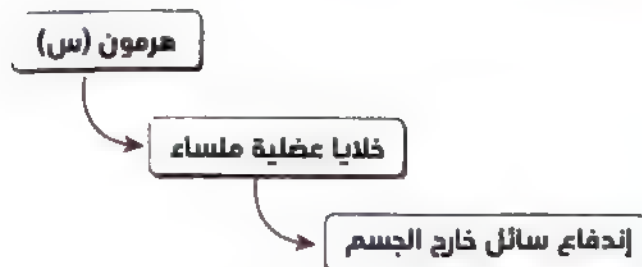 هرمون (س)
خلايا عضلية ملساء
إندفاع سائل خارج الجسم